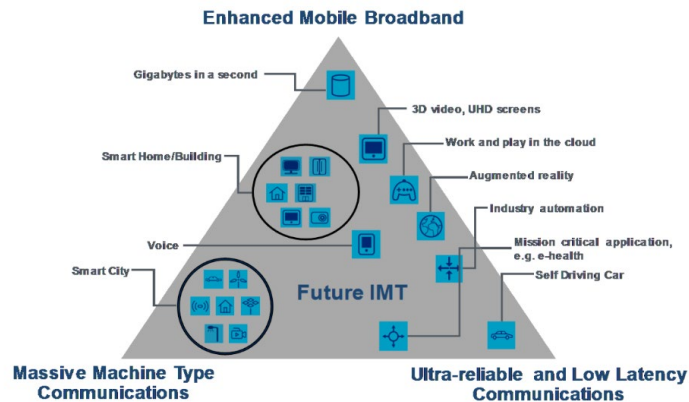 Enhanced Mobile Broadband
Gigabytes in a second
3D video, UHD screens
Work and play in the cloud
Smart Home/Building
Augmented reality
Industry automation
Voice
Mission critical application,
e.g. e-health
Smart City
Self Driving Car
Future IMT
Massive Machine Type
Communications
Ultra-reliable and Low Latency
Communications